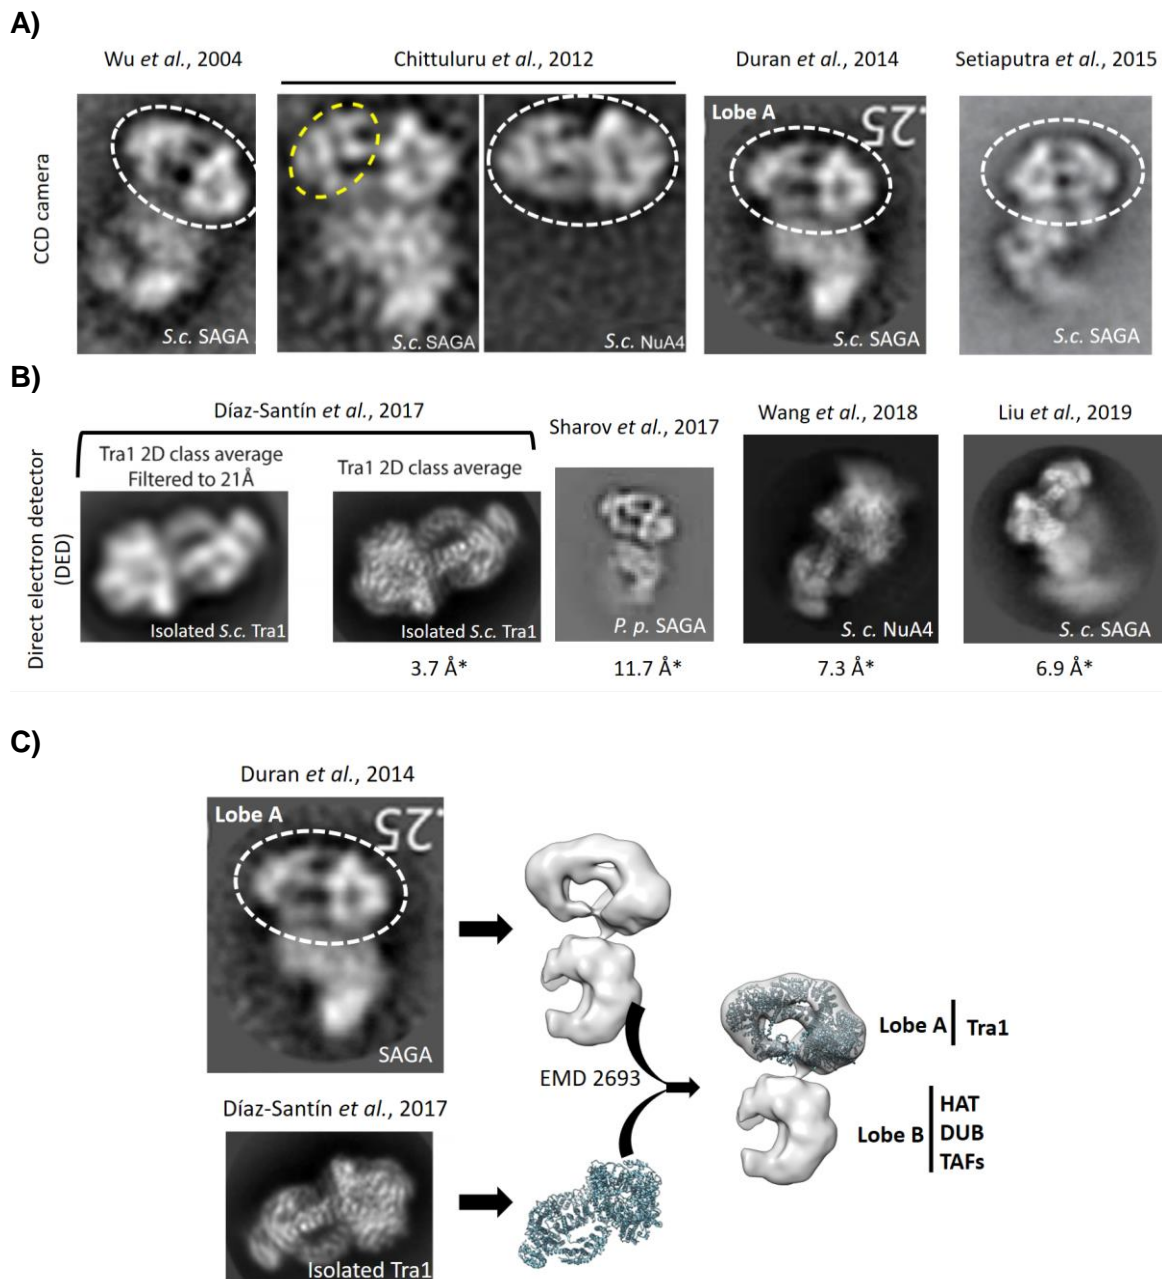 A)
Wu et al., 2004
Chittuluru et al., 2012
Duran et al., 2014
Setiaputra et al., 2015
CCD camera
Lobe A
.25
S.c. SAGA
S.c. SAGA
S.c. NuA4
S.c. SAGA
S.c. SAGA
B)
Díaz-Santín et al., 2017
Sharov et al., 2017
Wang et al., 2018
Liu et al., 2019
Tra1 2D class average
Filtered to 21Å
Tra1 2D class average
Direct electron detector
(DED)
Isolated S.c. Tra1
Isolated S.c. Tra1
P. p. SAGA
S. c. NuA4
S. c. SAGA
3.7 Å*
11.7 Å*
7.3 Å*
6.9 Å*
C)
Duran et al., 2014
Lobe A
.25
SAGA
EMD 2693
Lobe A
Tra1
Lobe B
HAT
DUB
TAFs
Díaz-Santín et al., 2017
Isolated Tra1